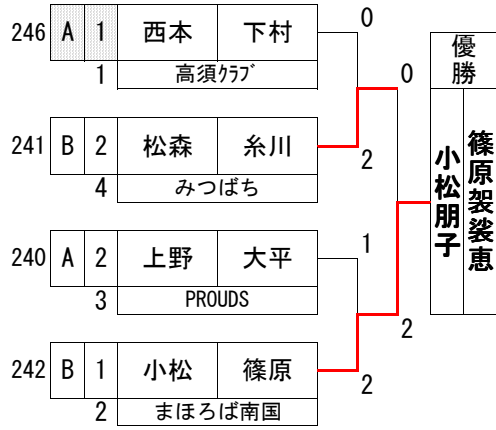 246 A 1 西本 下村
1 高須クラブ
241 B 2 松森 糸川
4 みつばち
240 A 2 上野 大平
3 PROUDS
242 B 1 小松 篠原
2 まほろば南国
0
2
1
2
0
2
優勝
篠原袈裟恵
小松朋子